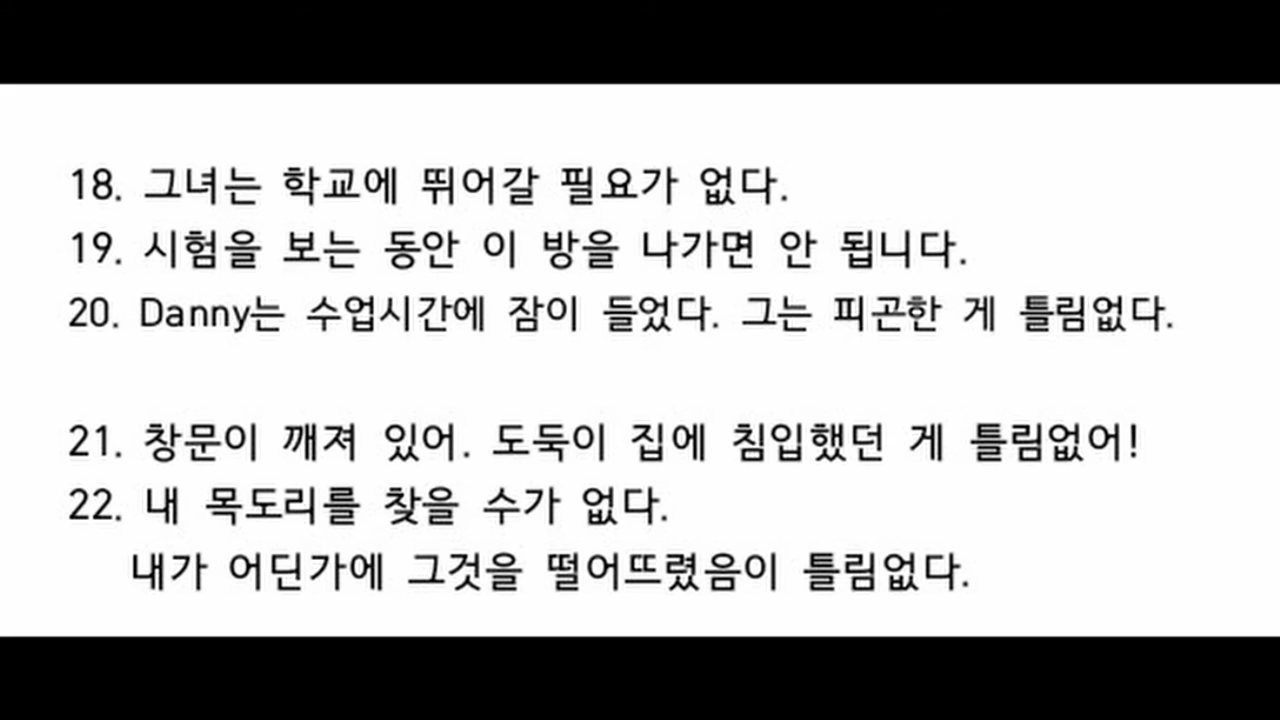 18. 그녀는 학교에 뛰어갈 필요가 없다.
19. 시험을 보는 동안 이 방을 나가면 안 됩니다.
20. Danny는 수업시간에 잠이 들었다. 그는 피곤한 게 틀림없다.
21. 창문이 깨져 있어. 도둑이 집에 침입했던 게 틀림없어!
22. 내 목도리를 찾을 수가 없다.
내가 어딘가에 그것을 떨어뜨렸음이 틀림없다.